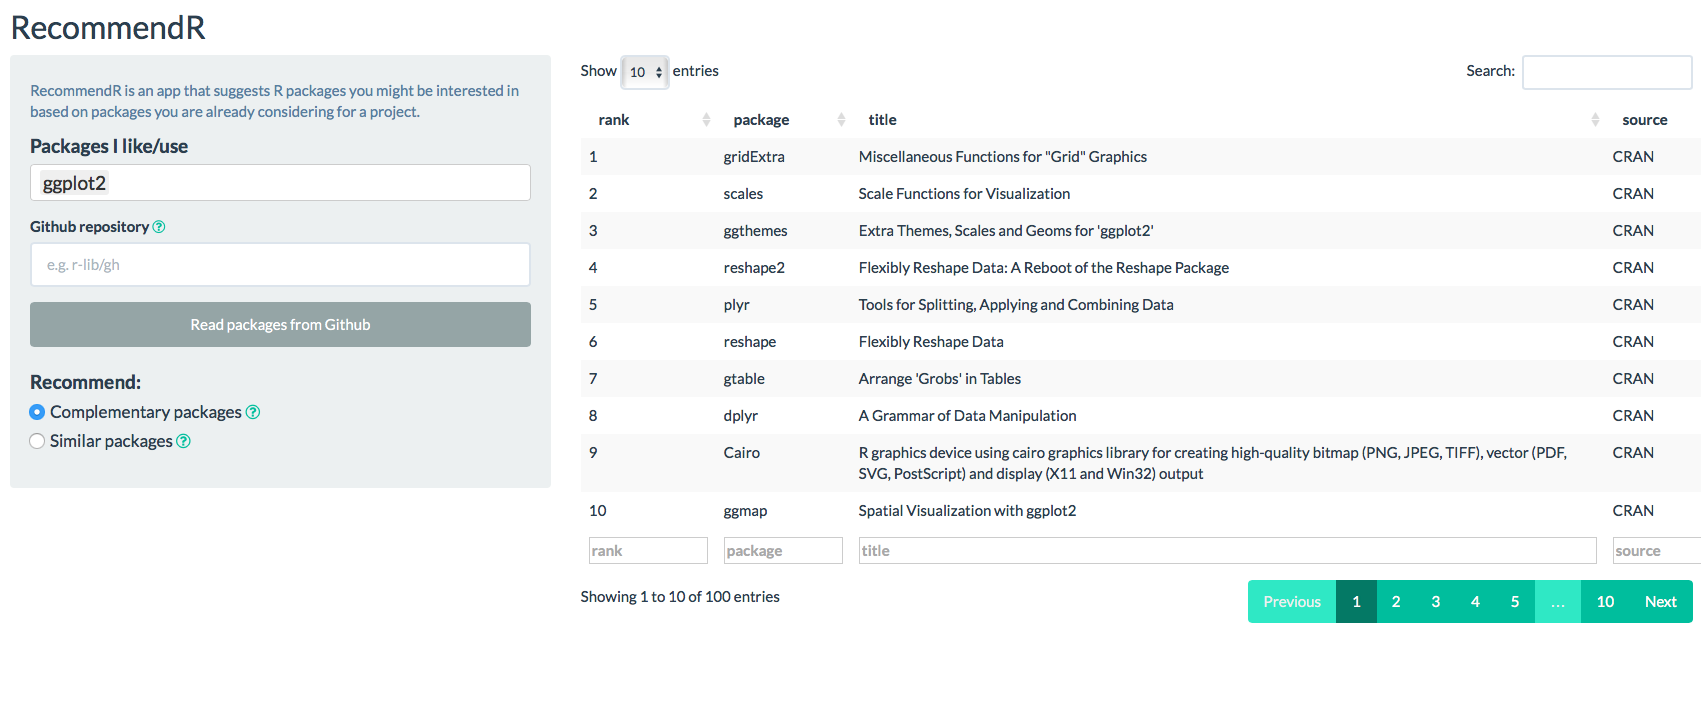 RecommendR
RecommendR is an app that suggests R packages you might be interested in
based on packages you are already considering for a project.
Packages I like/use
ggplot2
Github repository ?
e.g. r-lib/gh
Read packages from Github
Recommend:
Complementary packages ?
Similar packages ?
Show 10 entries
Search:
rank package title source
1 gridExtra Miscellaneous Functions for "Grid" Graphics CRAN
2 scales Scale Functions for Visualization CRAN
3 ggthemes Extra Themes, Scales and Geoms for 'ggplot2' CRAN
4 reshape2 Flexibly Reshape Data: A Reboot of the Reshape Package CRAN
5 plyr Tools for Splitting, Applying and Combining Data CRAN
6 reshape Flexibly Reshape Data CRAN
7 gtable Arrange 'Grobs' in Tables CRAN
8 dplyr A Grammar of Data Manipulation CRAN
9 Cairo R graphics device using cairo graphics library for creating high-quality bitmap (PNG, JPEG, TIFF), vector (PDF, CRAN
SVG, PostScript) and display (X11 and Win32) output
10 ggmap Spatial Visualization with ggplot2 CRAN
rank package title source
Showing 1 to 10 of 100 entries
Previous 1 2 3 4 5 ... 10 Next